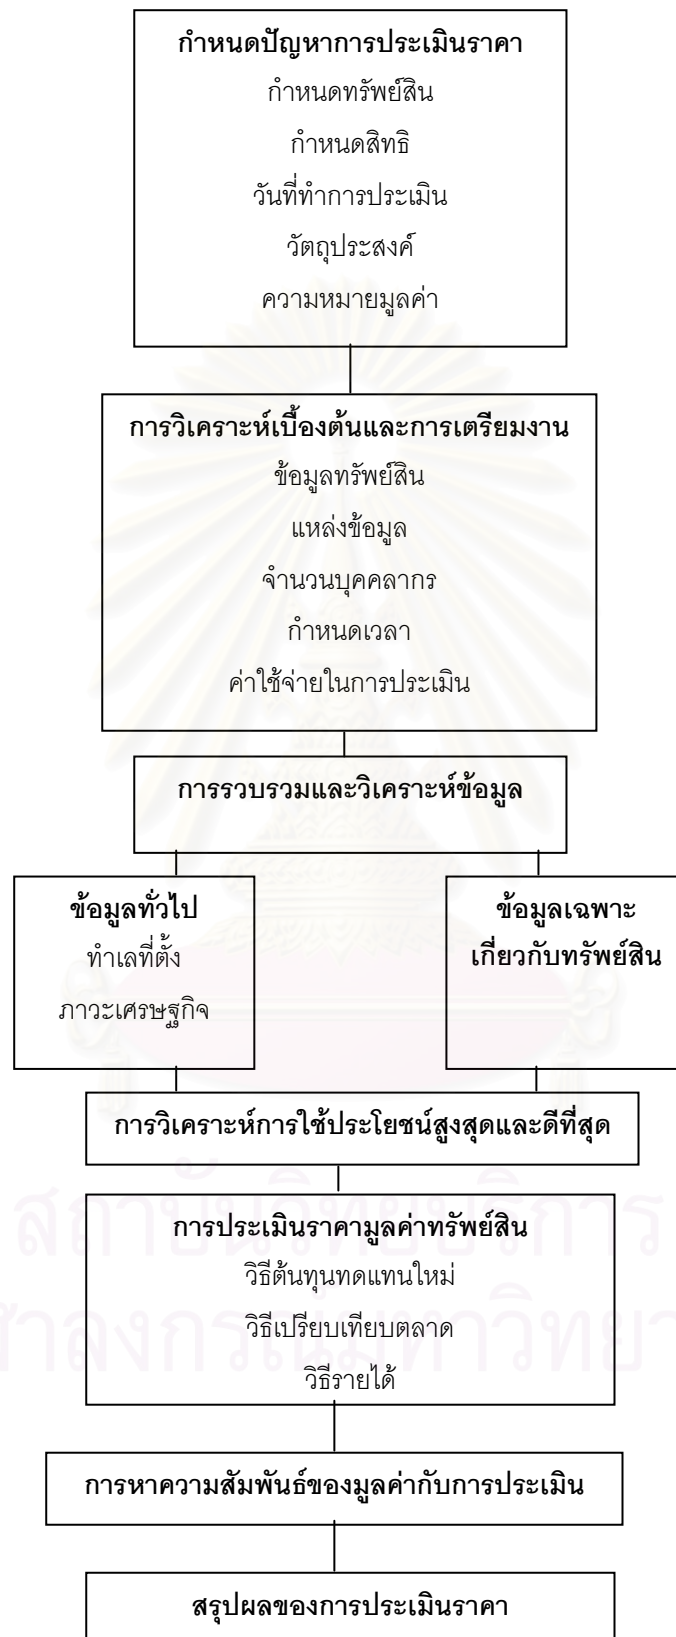 กำหนดปัญหาการประเมินราคา
กำหนดทรัพย์สิน
กำหนดสิทธิ
วันที่ทำการประเมิน
วัตถุประสงค์
ความหมายมูลค่า
การวิเคราะห์เบื้องต้นและการเตรียมงาน
ข้อมูลทรัพย์สิน
แหล่งข้อมูล
จำนวนบุคคลากร
กำหนดเวลา
ค่าใช้จ่ายในการประเมิน
การรวบรวมและวิเคราะห์ข้อมูล
ข้อมูลทั่วไป
ทำเลที่ตั้ง
ภาวะเศรษฐกิจ
ข้อมูลเฉพาะ
เกี่ยวกับทรัพย์สิน
การวิเคราะห์การใช้ประโยชน์สูงสุดและดีที่สุด
สถาบันวิทยบริการ
การประเมินราคามูลค่าทรัพย์สิน
วิธีต้นทุนทดแทนใหม่
วิธีเปรียบเทียบตลาด
วิธีรายได้
การหาความสัมพันธ์ของมูลค่ากับการประเมิน
สรุปผลของการประเมินราคา